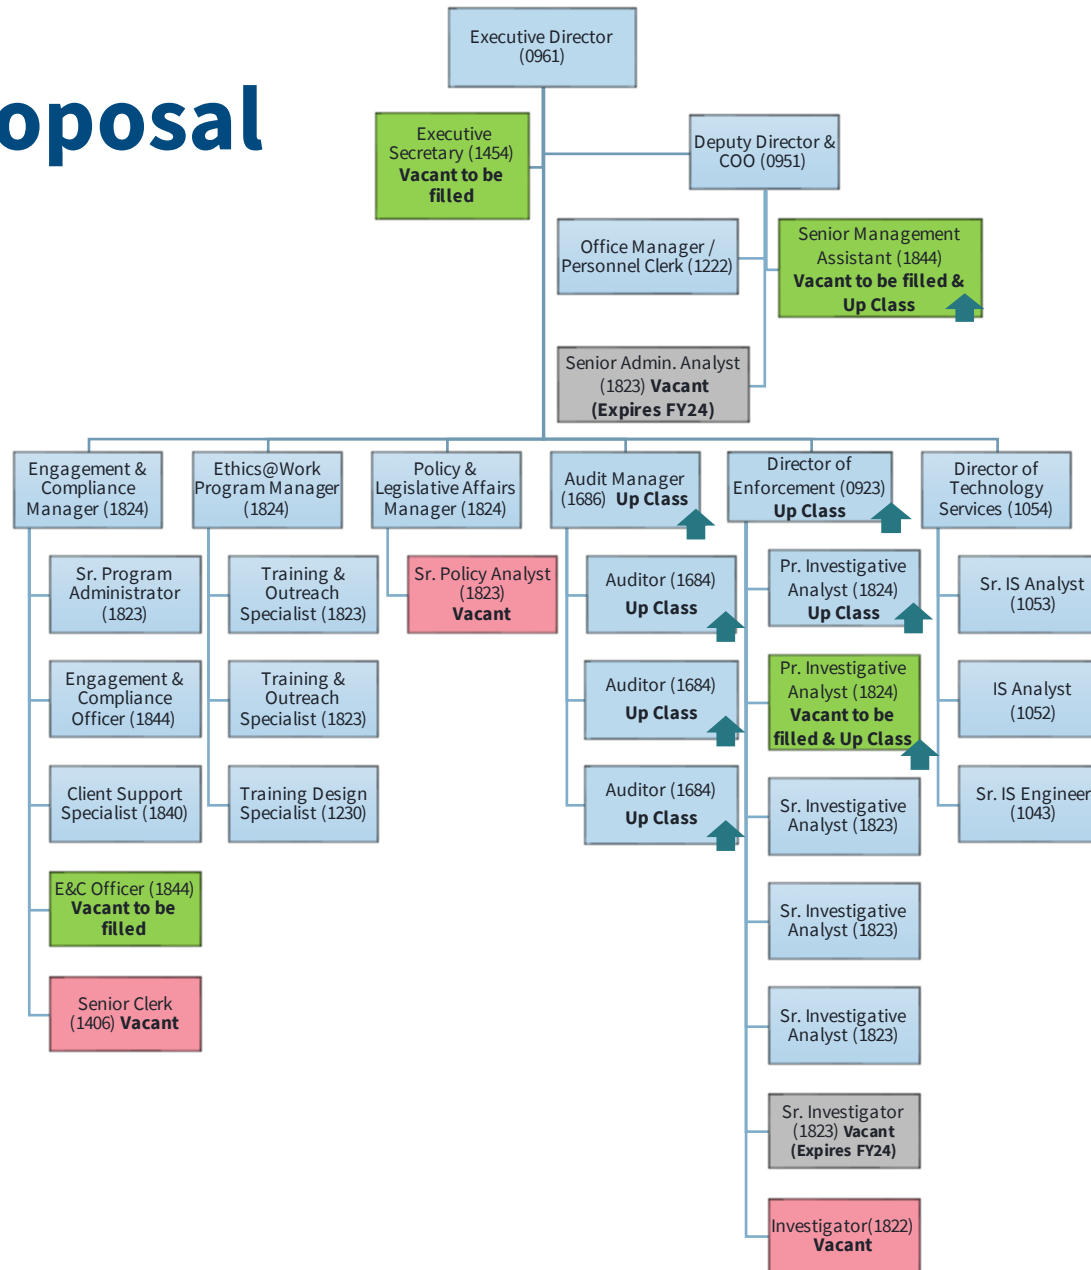 oposal
Executive Director
(0961)
Executive
Secretary (1454)
Vacant to be
filled
Deputy Director &
COO (0951)
Office Manager /
Personnel Clerk (1222)
Senior Management
Assistant (1844)
Vacant to be filled &
Up Class
Senior Admin. Analyst
(1823) Vacant
(Expires FY24)
Engagement &
Compliance
Manager (1824)
Ethics@Work
Program Manager
(1824)
Policy &
Legislative Affairs
Manager (1824)
Audit Manager
(1686) Up Class
Director of
Enforcement (0923)
Up Class
Director of
Technology
Services (1054)
Sr. Program
Administrator
(1823)
Engagement &
Compliance
Officer (1844)
Client Support
Specialist (1840)
E&C Officer (1844)
Vacant to be
filled
Senior Clerk
(1406) Vacant
Training &
Outreach
Specialist (1823)
Training &
Outreach
Specialist (1823)
Training Design
Specialist (1230)
Sr. Policy Analyst
(1823)
Vacant
Auditor (1684)
Up Class
Auditor (1684)
Up Class
Auditor (1684)
Up Class
Pr. Investigative
Analyst (1824)
Up Class
Pr. Investigative
Analyst (1824)
Vacant to be
filled & Up Class
Sr. Investigative
Analyst (1823)
Sr. Investigative
Analyst (1823)
Sr. Investigative
Analyst (1823)
Sr. Investigator
(1823) Vacant
(Expires FY24)
Investigator(1822)
Vacant
Sr. IS Analyst
(1053)
IS Analyst
(1052)
Sr. IS Engineer
(1043)